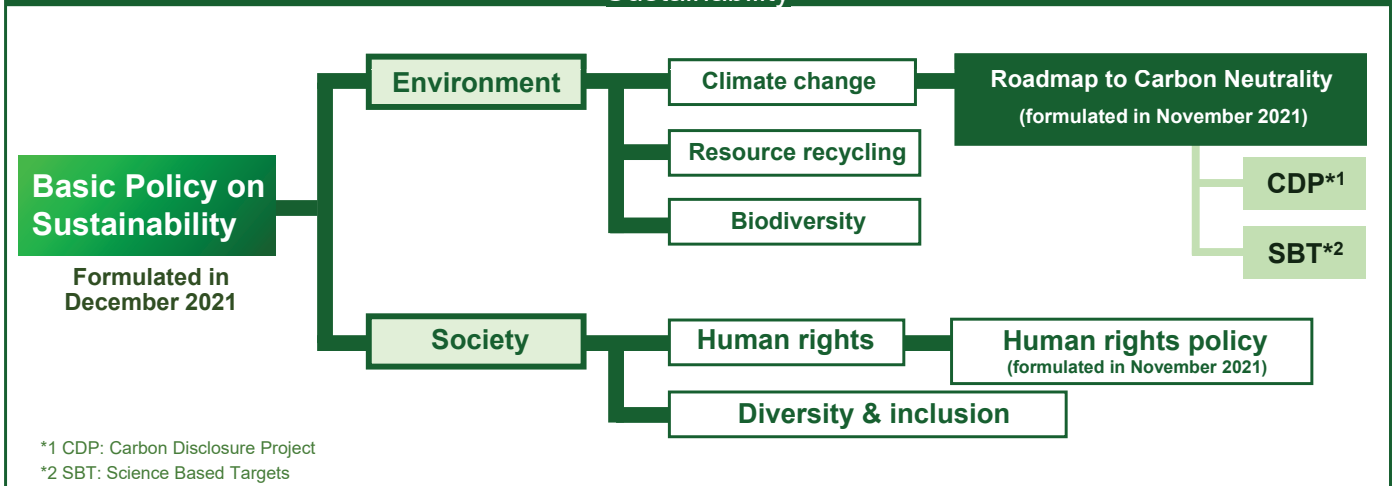 Sustainability
Environment
Climate change
Roadmap to Carbon Neutrality
(formulated in November 2021)
Resource recycling
Biodiversity
CDP*1
SBT*2
Basic Policy on
Sustainability
Formulated in
December 2021
Society
Human rights
Human rights policy
(formulated in November 2021)
Diversity & inclusion
*1 CDP: Carbon Disclosure Project
*2 SBT: Science Based Targets